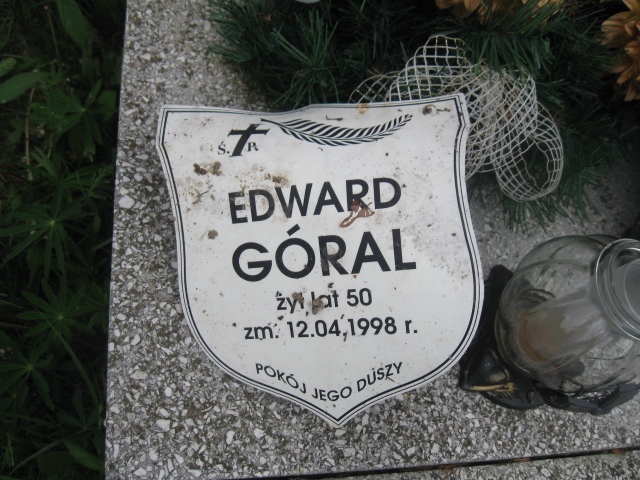 Ś. P.
EDWARD
GÓRAL
żył lat 50
zm. 12.04.1998 r.
POKÓJ JEGO DUSZY